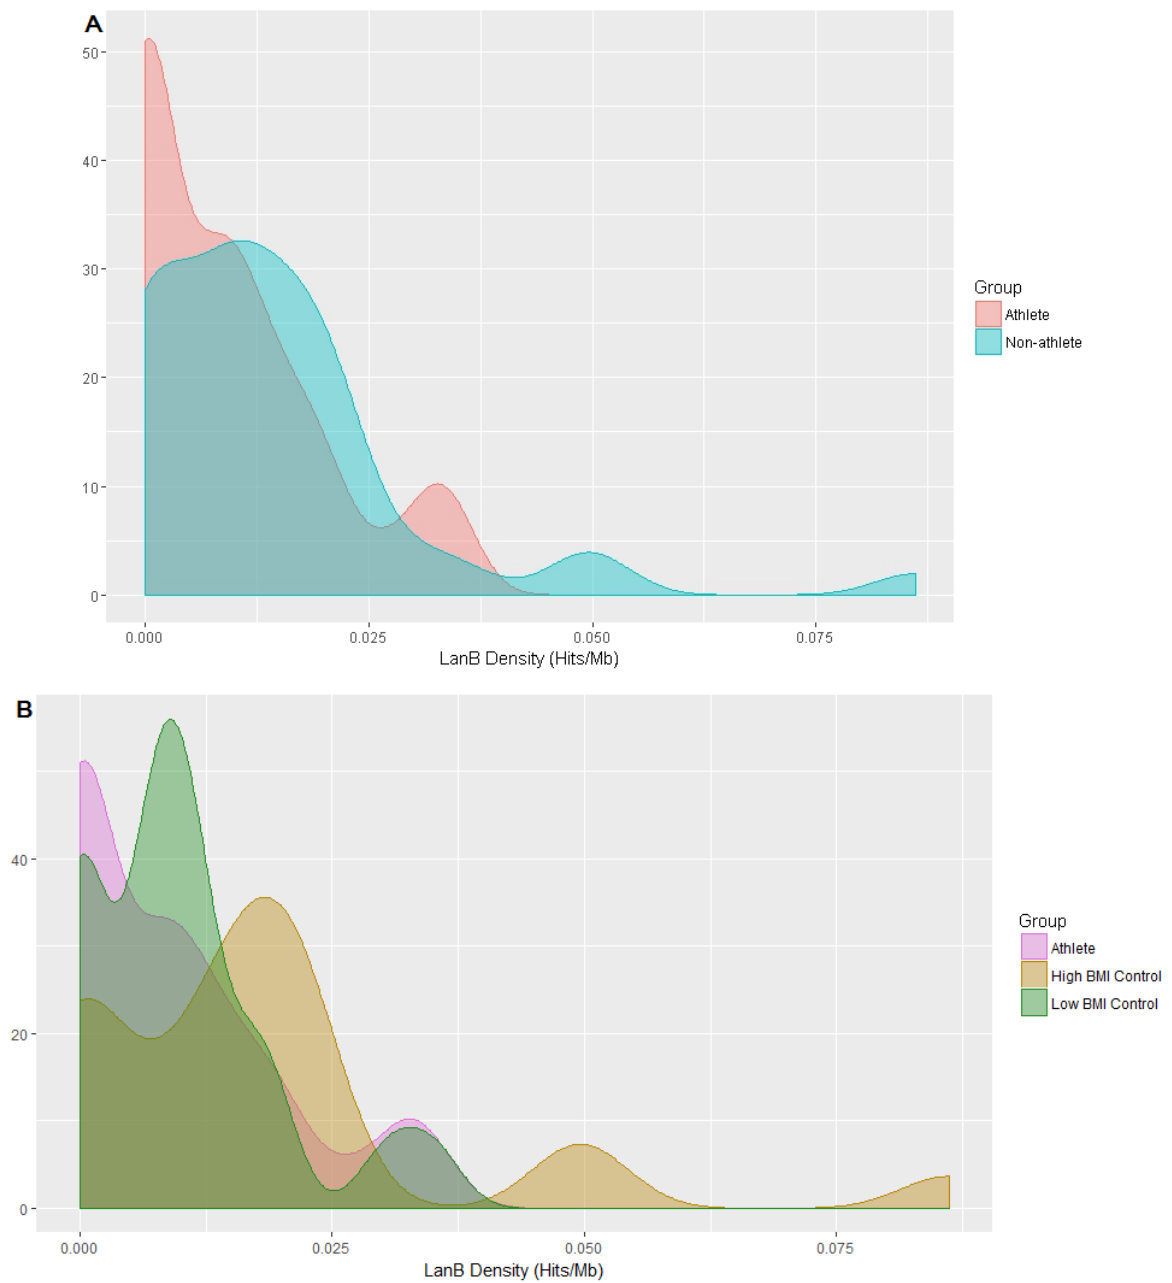 A
50
40
30
20
10
0
0.000 0.025 0.050 0.075
LanB Density (Hits/Mb)
Group
Athlete
Non-athlete
B
40
20
0
0.000 0.025 0.050 0.075
LanB Density (Hits/Mb)
Group
Athlete
High BMI Control
Low BMI Control